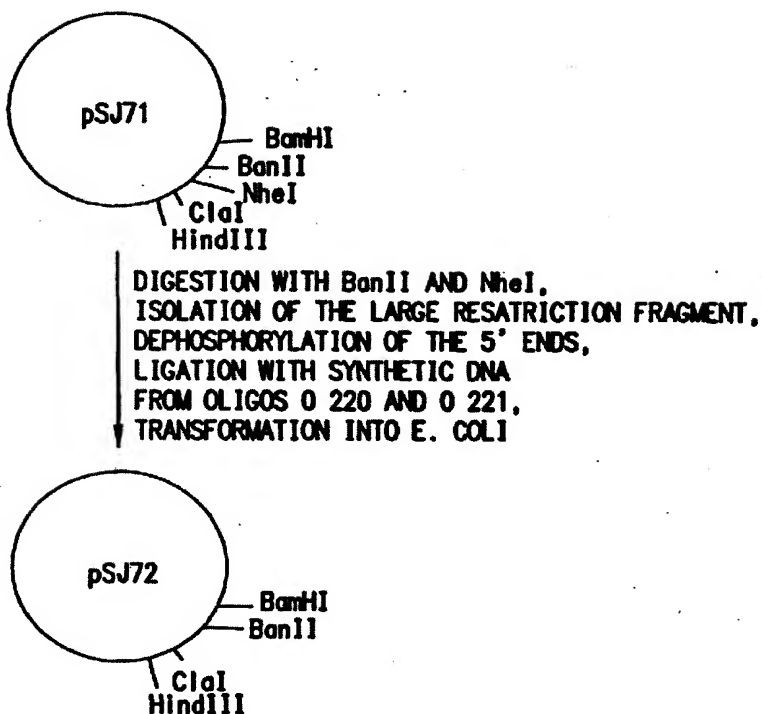 pSJ71
BamHI
BanII
NheI
ClaI
HindIII
DIGESTION WITH BanII AND NheI,
ISOLATION OF THE LARGE RESATRICTION FRAGMENT,
DEPHOSPHORYLATION OF THE 5' ENDS,
LIGATION WITH SYNTHETIC DNA
FROM OLIGOS O 220 AND O 221,
TRANSFORMATION INTO E. COLI
pSJ72
BamHI
BanII
ClaI
HindIII